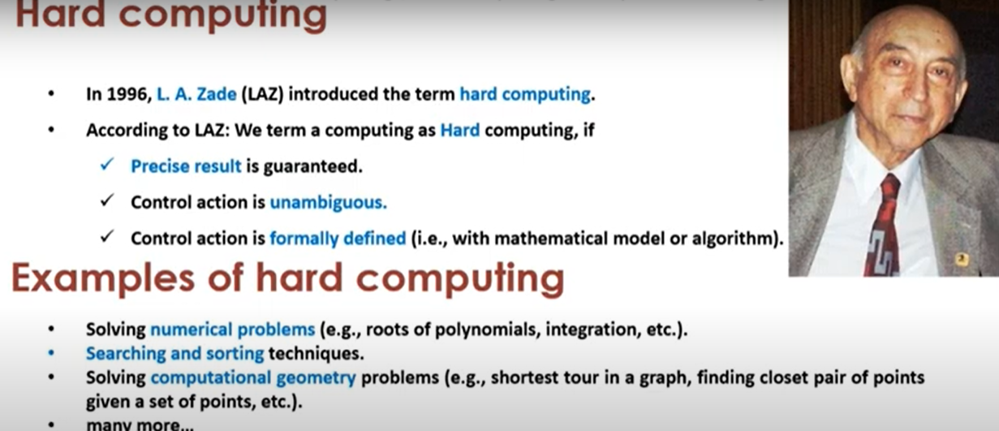 Hard computing
• In 1996, L. A. Zade (LAZ) introduced the term hard computing.
• According to LAZ: We term a computing as Hard computing, if
✓ Precise result is guaranteed.
✓ Control action is unambiguous.
✓ Control action is formally defined (i.e., with mathematical model or algorithm).
Examples of hard computing
• Solving numerical problems (e.g., roots of polynomials, integration, etc.).
• Searching and sorting techniques.
• Solving computational geometry problems (e.g., shortest tour in a graph, finding closet pair of points
given a set of points, etc.).
• many more...